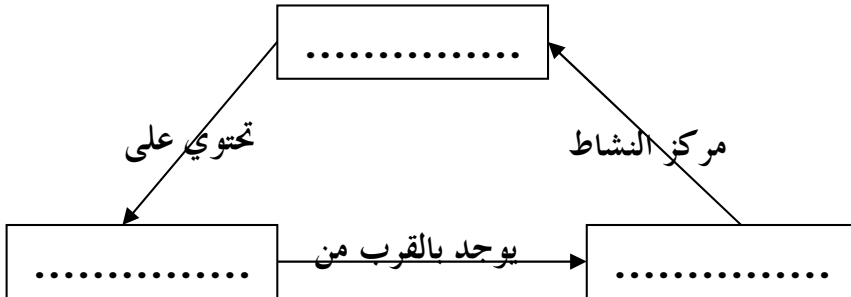 ...............
مركز النشاط
تحتوي على
...............
يوجد بالقرب من
...............